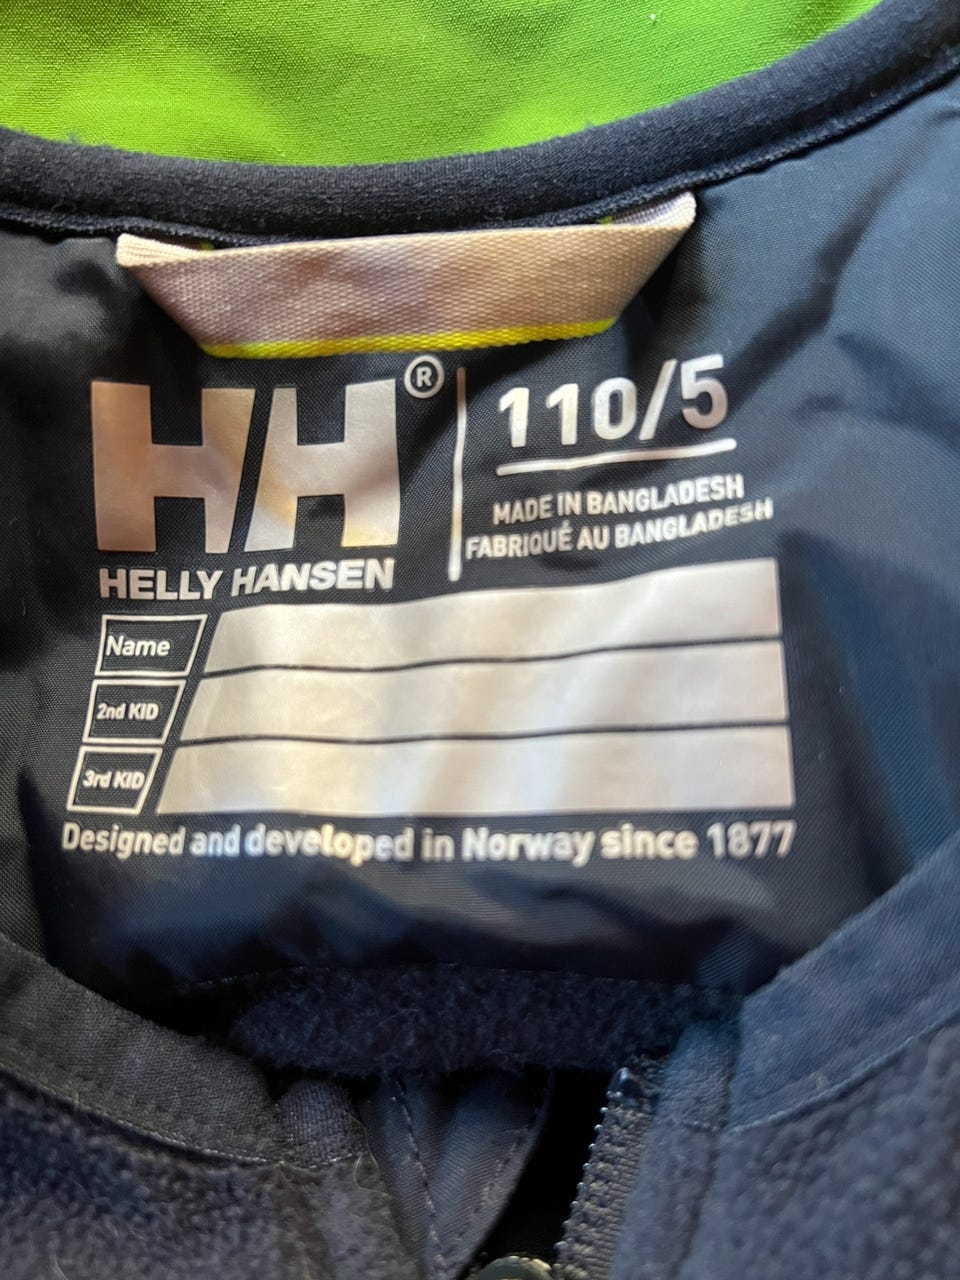 HH®
HELLY HANSEN
110/5
MADE IN BANGLADESH
FABRIQUÉ AU BANGLADESH
Name
2nd KID
3rd KID
Designed and developed in Norway since 1877